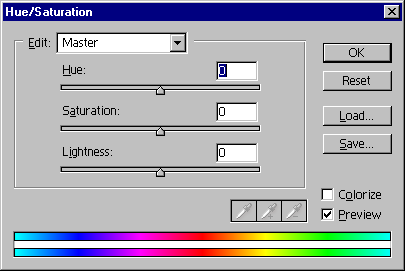 Hue/Saturation
Edit: Master
OK
Hue: 0
Reset
Saturation: 0
Load...
Save...
Lightness: 0
Colorize
Preview